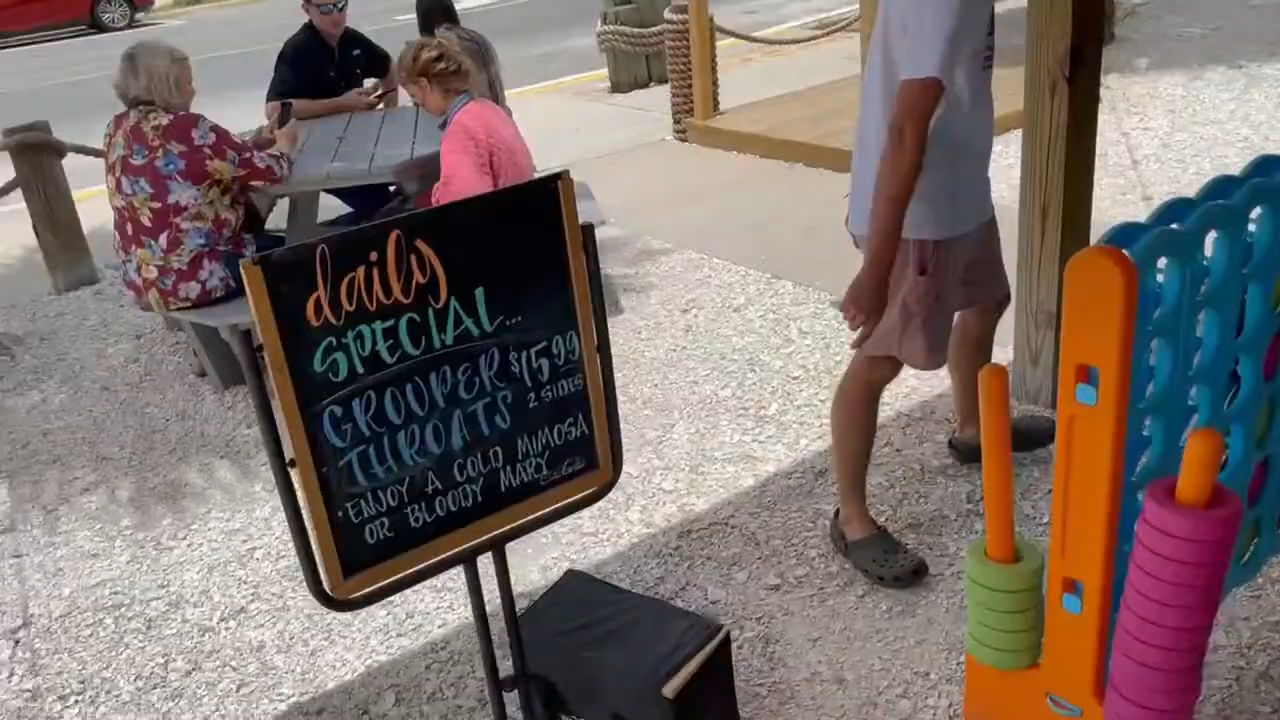 daily
SPECIAL...
GROUPER $15.99
THROATS 2 SIDES
·ENJOY A COLD MIMOSA
OR BLOODY MARY